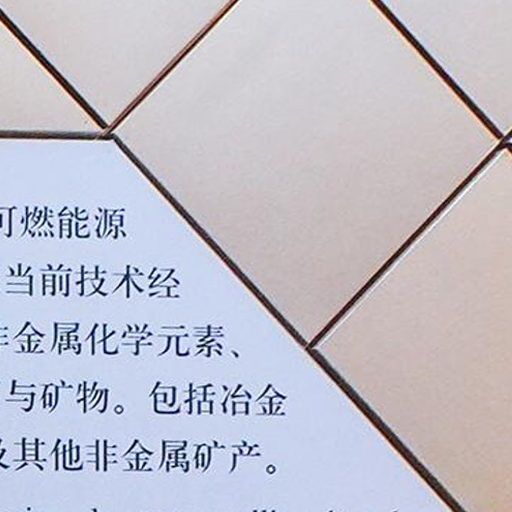 可燃能源
当前技术经
非金属化学元素、
与矿物。包括冶金
及其他非金属矿产。